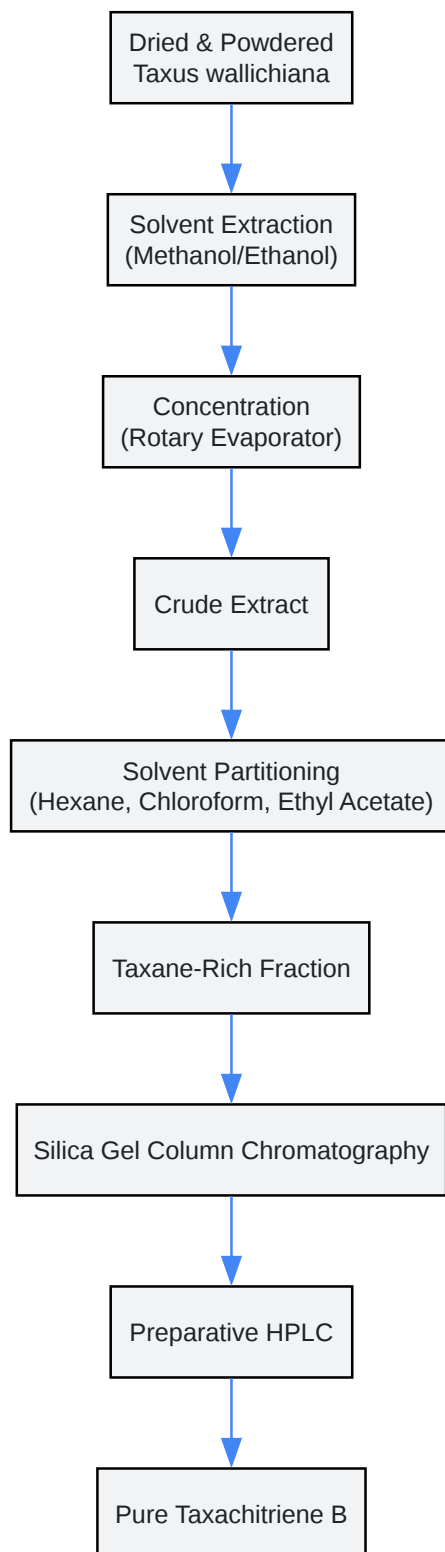 Dried & Powdered
Taxus wallichiana
Solvent Extraction
(Methanol/Ethanol)
Concentration
(Rotary Evaporator)
Crude Extract
Solvent Partitioning
(Hexane, Chloroform, Ethyl Acetate)
Taxane-Rich Fraction
Silica Gel Column Chromatography
Preparative HPLC
Pure Taxachitriene B